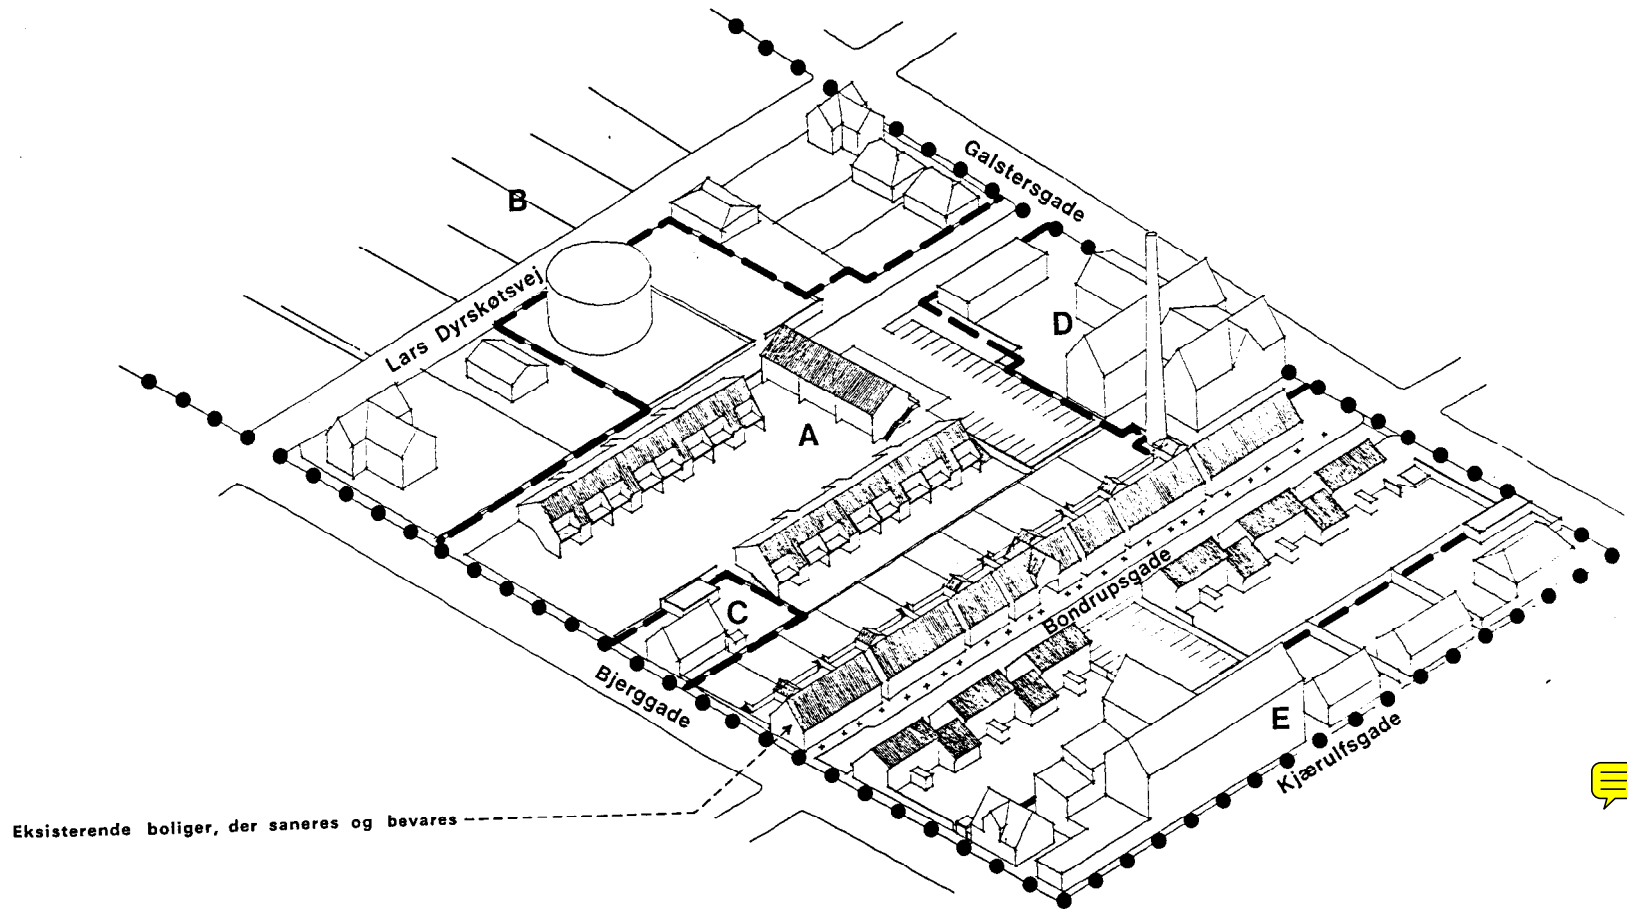 Galstersgade
B
Lars Dyrskøtsvej
D
A
Bondrupsgade
C
Bjerggade
E
Kjærulfsgade
Eksisterende boliger, der saneres og bevares